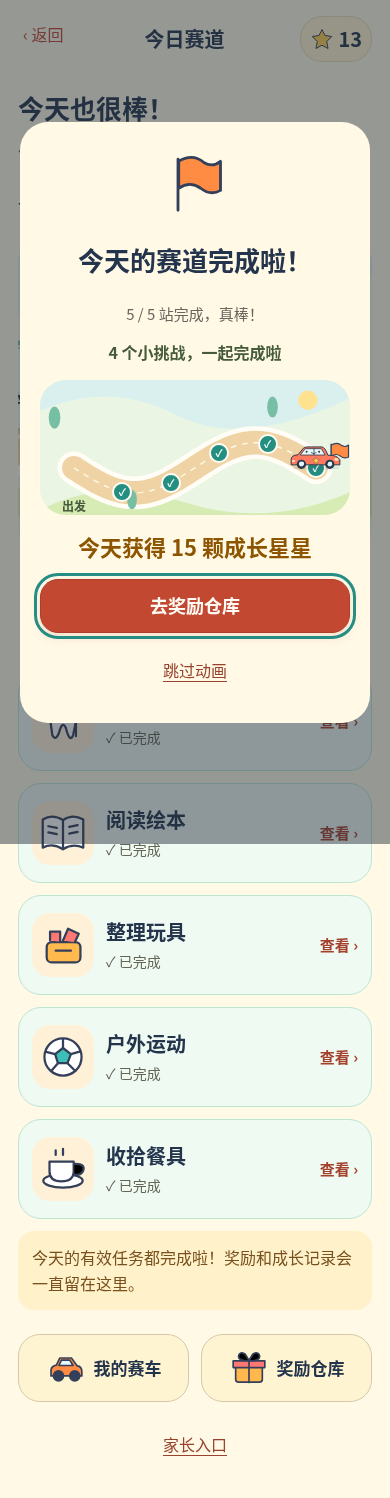 ‹ 返回
今日赛道
13
今天也很棒！
今天的赛道完成啦！
5 / 5 站完成，真棒！
4 个小挑战，一起完成啦
出发
今天获得 15 颗成长星星
去奖励仓库
跳过动画
查看 ›
✓ 已完成
阅读绘本
✓ 已完成
查看 ›
整理玩具
✓ 已完成
查看 ›
户外运动
✓ 已完成
查看 ›
收拾餐具
✓ 已完成
查看 ›
今天的有效任务都完成啦！奖励和成长记录会
一直留在这里。
我的赛车
奖励仓库
家长入口